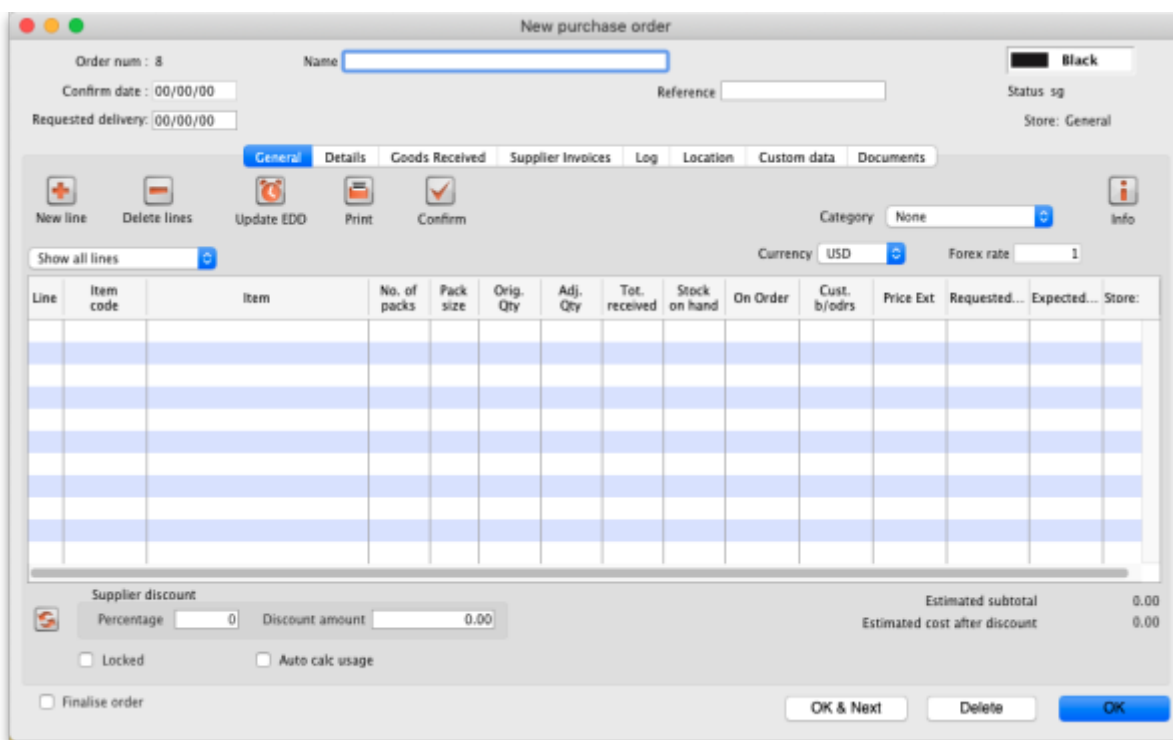 New purchase order
Order num : 8
Name
Black
Confirm date : 00/00/00
Reference
Status sg
Requested delivery: 00/00/00
Store: General
General Details Goods Received Supplier Invoices Log Location Custom data Documents
New line Delete lines Update EDD Print Confirm
Category None
Info
Show all lines
Currency USD
Forex rate 1
Line Item code Item No. of packs Pack size Orig. Qty Adj. Qty Tot. received Stock on hand On Order Cust. b/odrs Price Ext Requested... Expected... Store:
Supplier discount
Percentage 0 Discount amount 0.00
Estimated subtotal 0.00
Estimated cost after discount 0.00
Locked Auto calc usage
Finalise order
OK & Next Delete OK